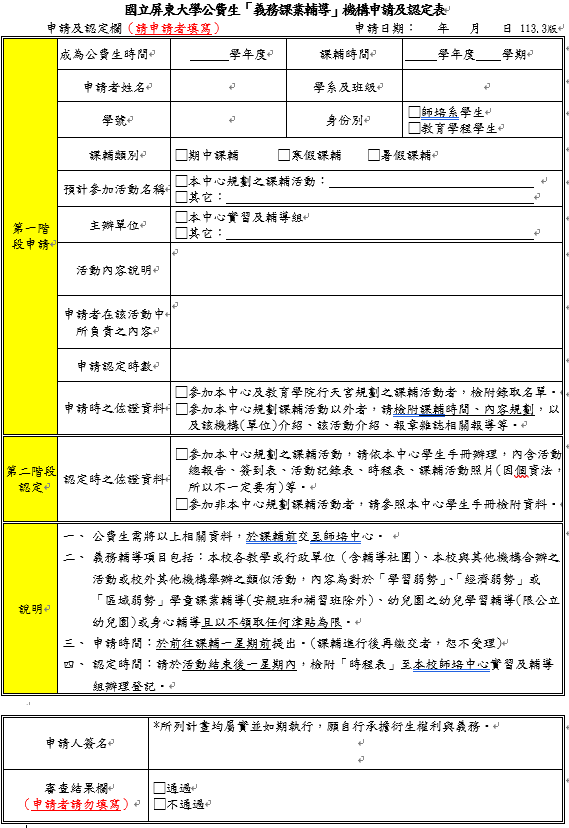 國立屏東大學公費生「義務課業輔導」機構申請及認定表
申請及認定欄（請申請者填寫） 申請日期： 年 月 日 113.3版
成為公費生時間 ______學年度 課輔時間 ______學年度____學期
申請者姓名 學系及班級
學號 身份別 □師培系學生
□教育學程學生
課輔類別 □期中課輔 □寒假課輔 □暑假課輔
預計參加活動名稱 □本中心規劃之課輔活動：
□其它：
第一階段申請
主辦單位 □本中心實習及輔導組
□其它：
活動內容說明
申請者在該活動中
所負責之內容
申請認定時數
申請時之佐證資料 □參加本中心及教育學院行天宮規劃之課輔活動者，檢附錄取名單。
□參加本中心規劃課輔活動以外者，請檢附課輔時間、內容規劃，以
及該機構(單位)介紹、該活動介紹、報章雜誌相關報導等。
第二階段
認定
認定時之佐證資料 □參加本中心規劃之課輔活動，請依本中心學生手冊辦理，內含活動
總報告、簽到表、活動記錄表、時程表、課輔活動照片(因個資法，
所以不一定要有)等。
□參加非本中心規劃課輔活動者，請參照本中心學生手冊檢附資料。
說明
一、 公費生需將以上相關資料，於課輔前交至師培中心。
二、 義務輔導項目包括：本校各教學或行政單位（含輔導社團）、本校與其他機構合辦之
活動或校外其他機構舉辦之類似活動，內容為對於「學習弱勢」、「經濟弱勢」或
「區域弱勢」學童課業輔導(安親班和補習班除外)、幼兒園之幼兒學習輔導(限公立
幼兒園)或身心輔導且以不領取任何津貼為限。
三、 申請時間：於前往課輔一星期前提出。(課輔進行後再繳交者，恕不受理)
四、 認定時間：請於活動結束後一星期內，檢附「時程表」至本校師培中心實習及輔導
組辦理登記。
申請人簽名 *所列計畫均屬實並如期執行，願自行承擔衍生權利與義務。
審查結果欄
（申請者請勿填寫）
□通過
□不通過